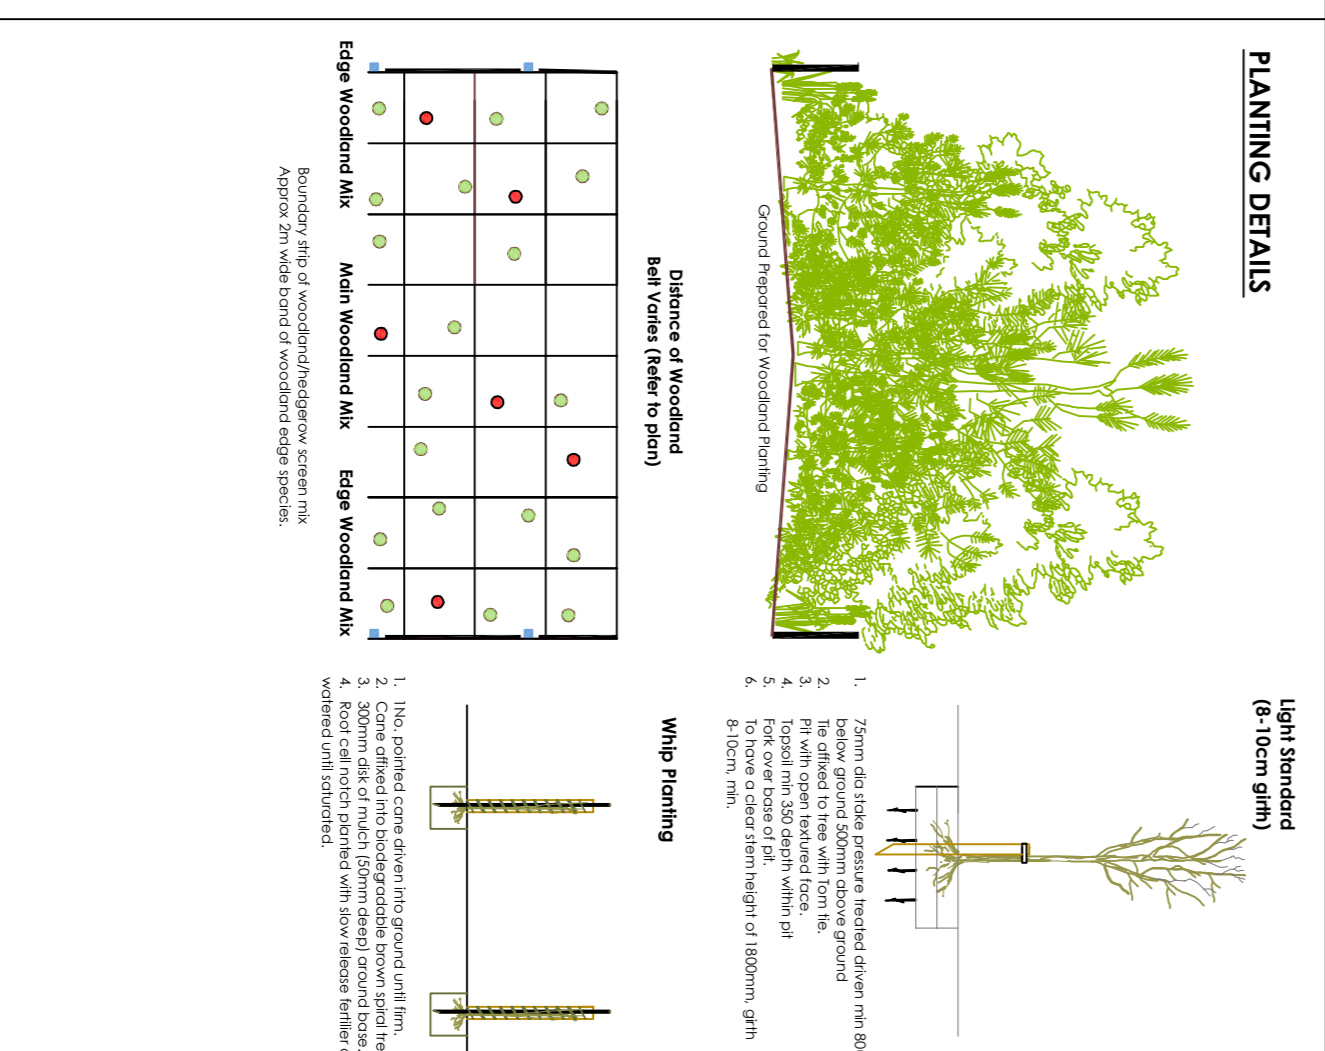 PLANTING DETAILS
Ground Prepared for Woodland Planting
Distance of Woodland
Belt Varies (Refer to plan)
Edge Woodland Mix
Main Woodland Mix
Edge Woodland Mix
Boundary strip of woodland/hedgerow screen mix
Approx 2m wide band of woodland edge species.
Light Standard
(8-10cm girth)
1. 75mm dia stake pressure treated driven min 80
below ground 500mm above ground
2. Tie affixed to tree with Tom tie.
3. Pit with open textured face.
4. Topsoil min 350 depth within pit
5. Fork over base of pit.
6. To have a clear stem height of 1800mm, girth
8-10cm, min.
Whip Planting
1. 1No. pointed cane driven into ground until firm.
2. Cane affixed into biodegradable brown spiral tre
3. 300mm disk of mulch (50mm deep) around base.
4. Root cell notch planted with slow release fertilier
watered until saturated.